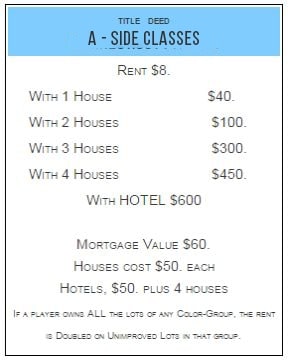 TITLE DEED
A - SIDE CLASSES
RENT $8.
WITH 1 HOUSE $40.
WITH 2 HOUSES $100.
WITH 3 HOUSES $300.
WITH 4 HOUSES $450.
WITH HOTEL $600
MORTGAGE VALUE $60.
HOUSES COST $50. EACH
HOTELS, $50. PLUS 4 HOUSES
IF A PLAYER OWNS ALL THE LOTS OF ANY COLOR-GROUP, THE RENT
IS DOUBLED ON UNIMPROVED LOTS IN THAT GROUP.